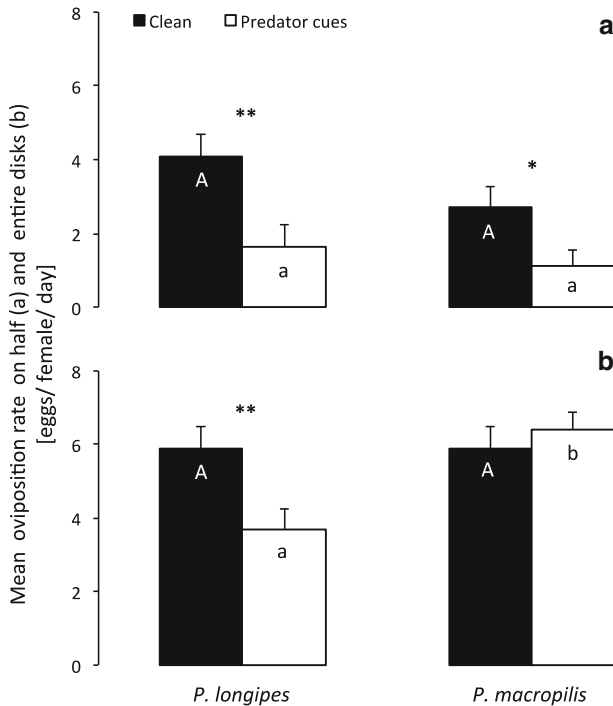 8 Clean Predator cues a
6
**
4 *
A
2 A
a a
0
Mean oviposition rate on half (a) and entire disks (b)
[eggs/ female/ day]
8 b
**
6
A A b
4
a
2
0
P. longipes P. macropilis